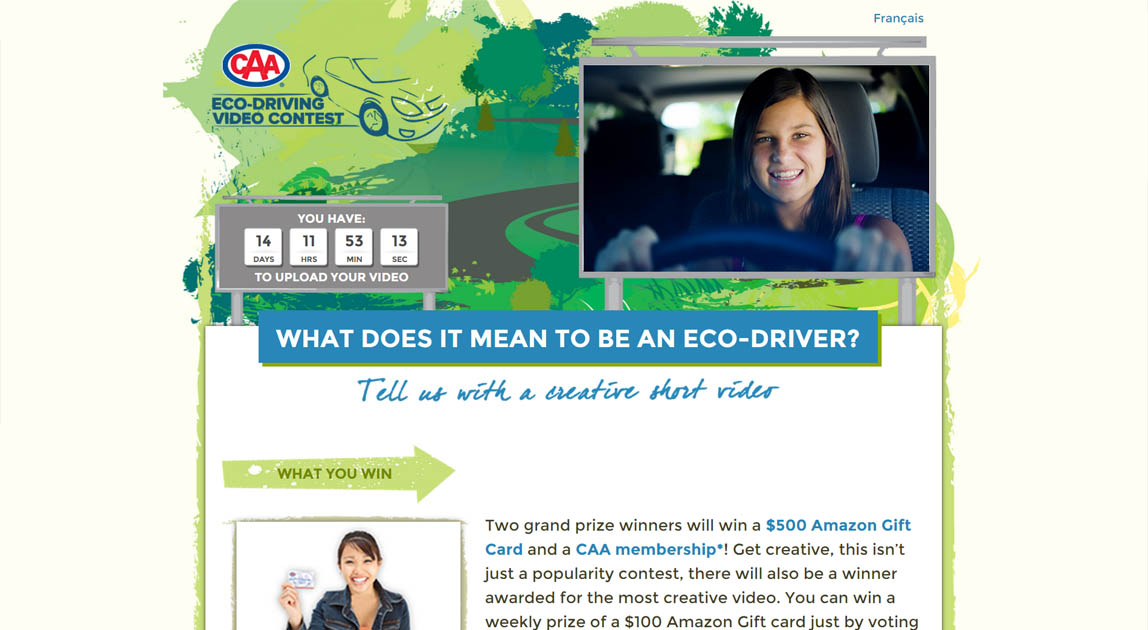 Français
CAA
ECO-DRIVING
VIDEO CONTEST
YOU HAVE:
14 11 53 13
DAYS HRS MIN SEC
TO UPLOAD YOUR VIDEO
WHAT DOES IT MEAN TO BE AN ECO-DRIVER?
Tell us with a creative short video
WHAT YOU WIN
Two grand prize winners will win a $500 Amazon Gift
Card and a CAA membership*! Get creative, this isn't
just a popularity contest, there will also be a winner
awarded for the most creative video. You can win a
weekly prize of a $100 Amazon Gift card just by voting